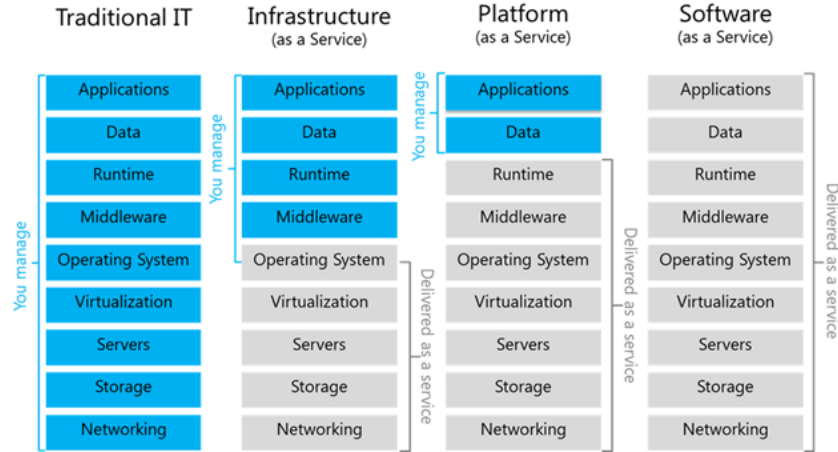 Traditional IT
You manage
Applications
Data
Runtime
Middleware
Operating System
Virtualization
Servers
Storage
Networking
Infrastructure
(as a Service)
You manage
Applications
Data
Runtime
Middleware
Operating System
Virtualization
Servers
Storage
Networking
Delivered as a service
Platform
(as a Service)
You manage
Applications
Data
Runtime
Middleware
Operating System
Virtualization
Servers
Storage
Networking
Delivered as a service
Software
(as a Service)
Applications
Data
Runtime
Middleware
Operating System
Virtualization
Servers
Storage
Networking
Delivered as a service